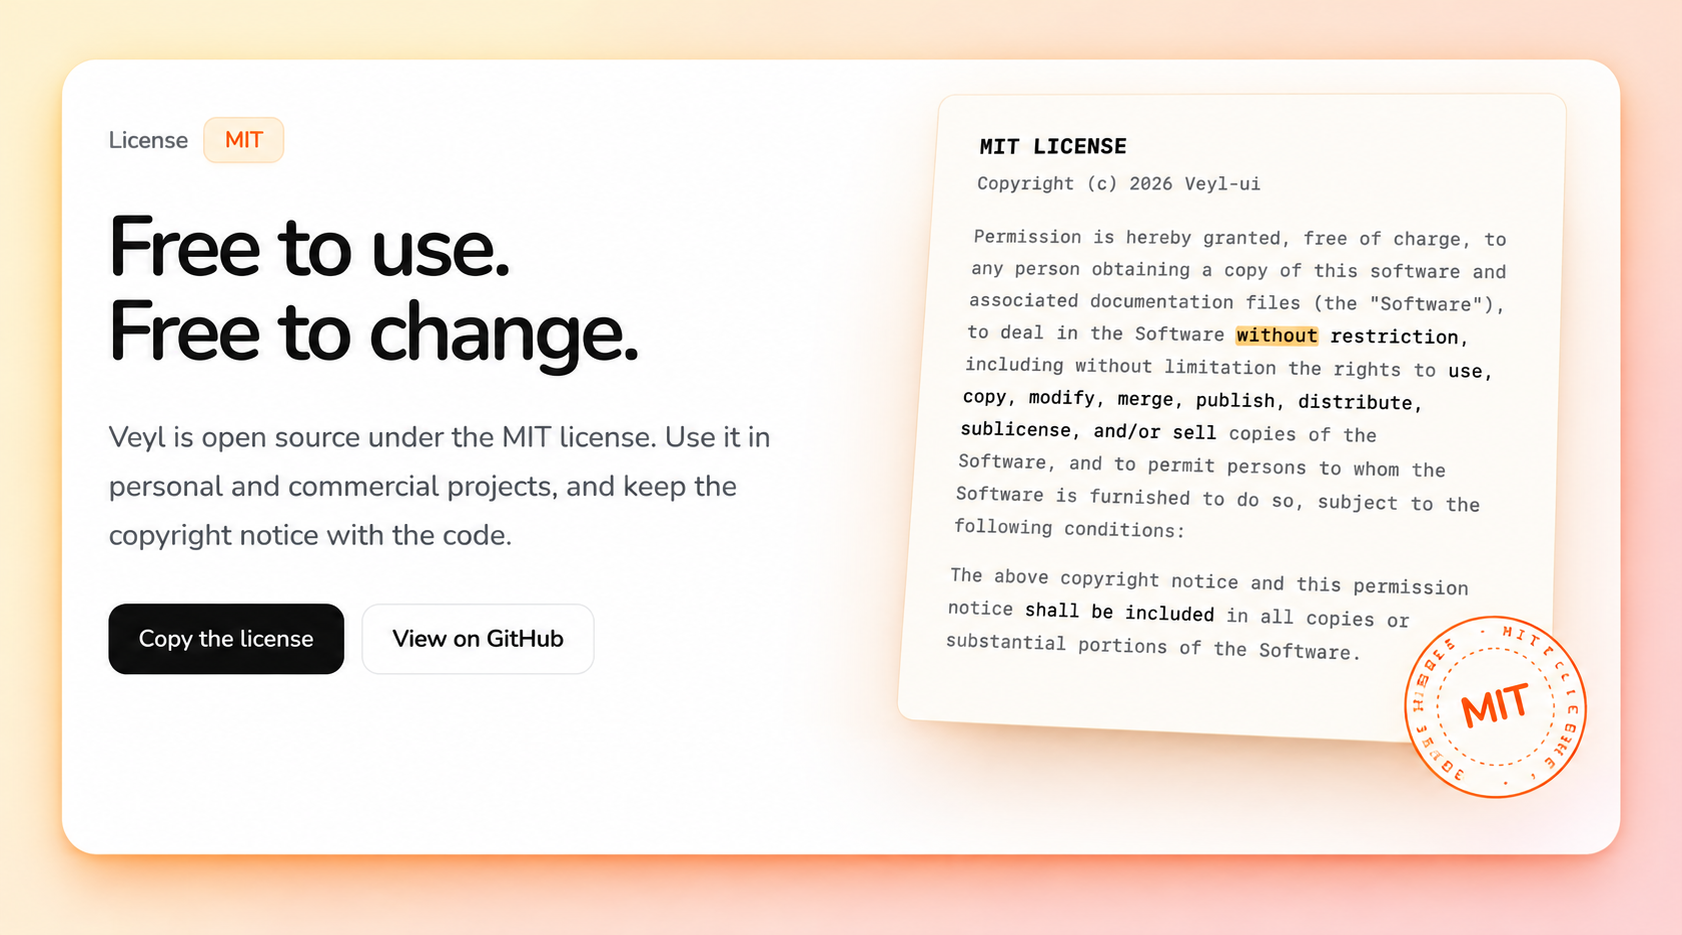 License
MIT
Free to use.
Free to change.
Veyl is open source under the MIT license. Use it in
personal and commercial projects, and keep the
copyright notice with the code.
Copy the license
View on GitHub
MIT LICENSE
Copyright (c) 2026 Veyl-ui
Permission is hereby granted, free of charge, to
any person obtaining a copy of this software and
associated documentation files (the "Software"),
to deal in the Software without restriction,
including without limitation the rights to use,
copy, modify, merge, publish, distribute,
sublicense, and/or sell copies of the
Software, and to permit persons to whom the
Software is furnished to do so, subject to the
following conditions:
The above copyright notice and this permission
notice shall be included in all copies or
substantial portions of the Software.
MIT